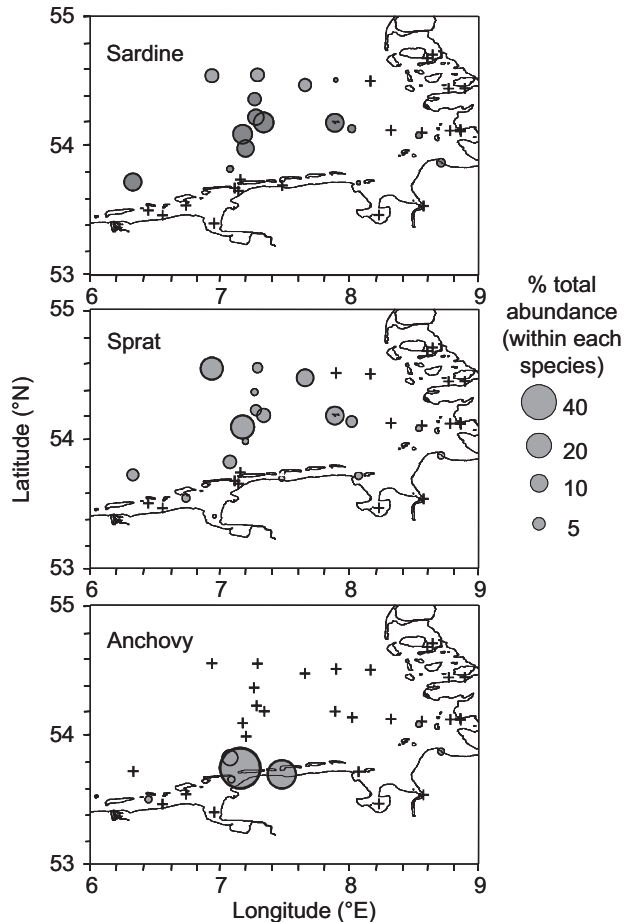 55
Sardine
54
53
6
7
8
9
55
Sprat
54
53
6
7
8
9
55
Anchovy
54
53
6
7
8
9
Latitude (°N)
Longitude (°E)
% total
abundance
(within each
species)
40
20
10
5